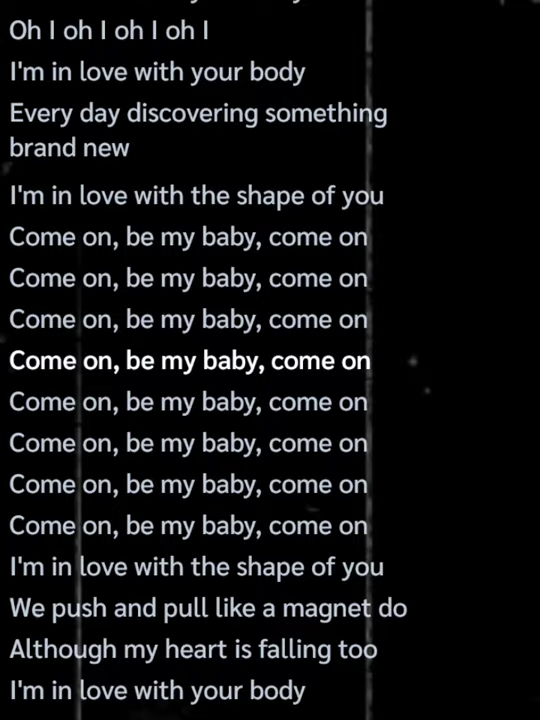 Oh I oh I oh I oh I
I'm in love with your body
Every day discovering something
brand new
I'm in love with the shape of you
Come on, be my baby, come on
Come on, be my baby, come on
Come on, be my baby, come on
Come on, be my baby, come on
Come on, be my baby, come on
Come on, be my baby, come on
Come on, be my baby, come on
Come on, be my baby, come on
I'm in love with the shape of you
We push and pull like a magnet do
Although my heart is falling too
I'm in love with your body